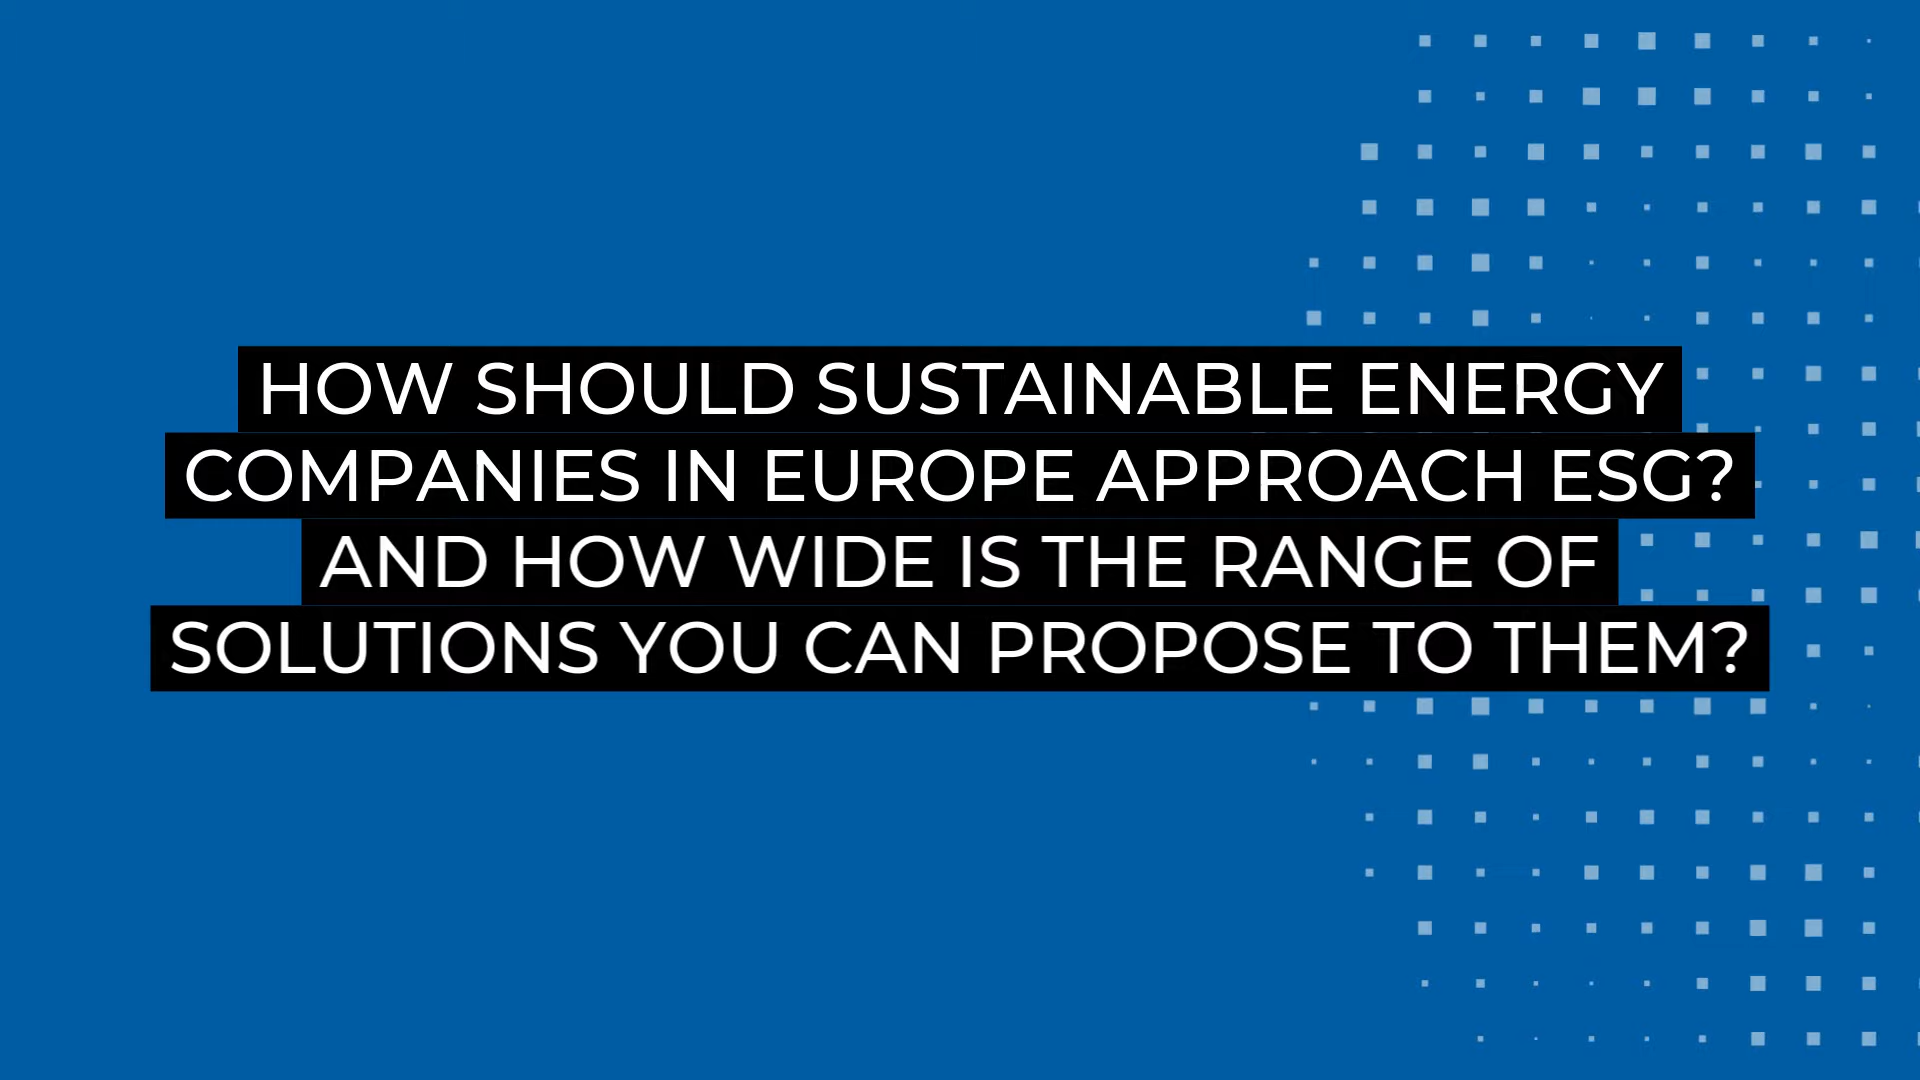 HOW SHOULD SUSTAINABLE ENERGY
COMPANIES IN EUROPE APPROACH ESG?
AND HOW WIDE IS THE RANGE OF
SOLUTIONS YOU CAN PROPOSE TO THEM?